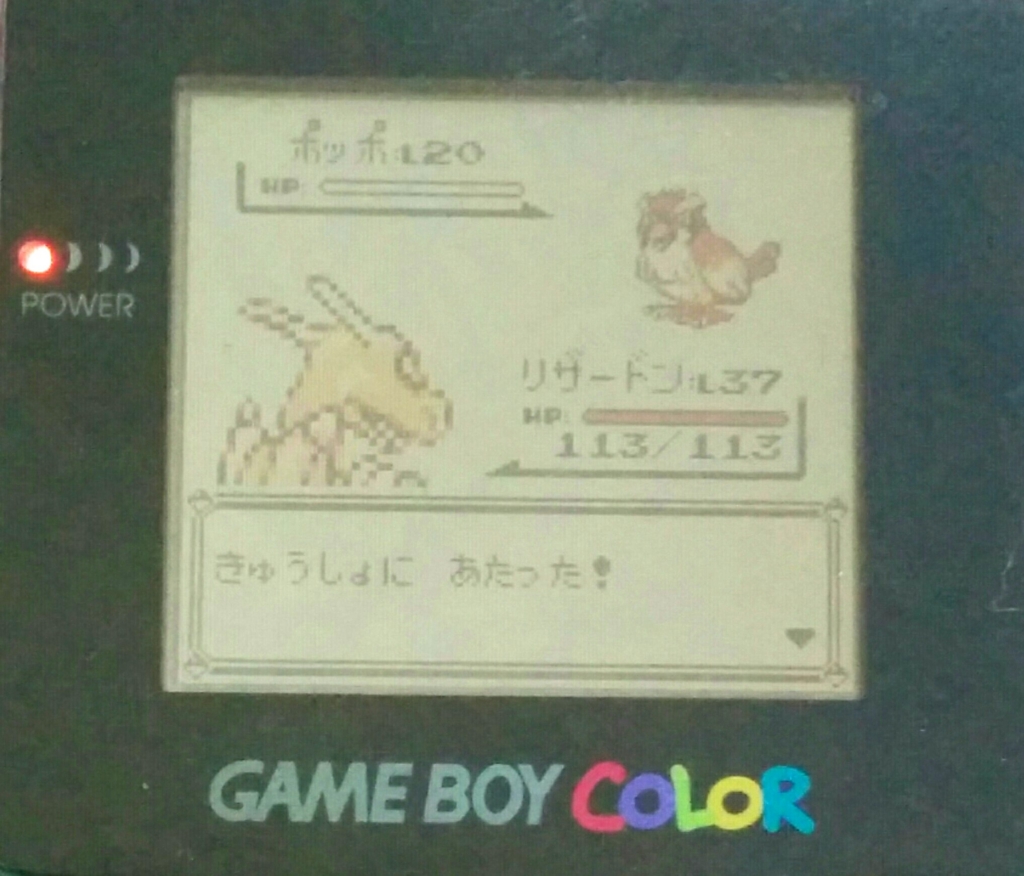 ポッポ:L20
HP:
POWER
リザードン:L37
HP:
113/113
きゅうしょに あたった!
GAME BOY COLOR